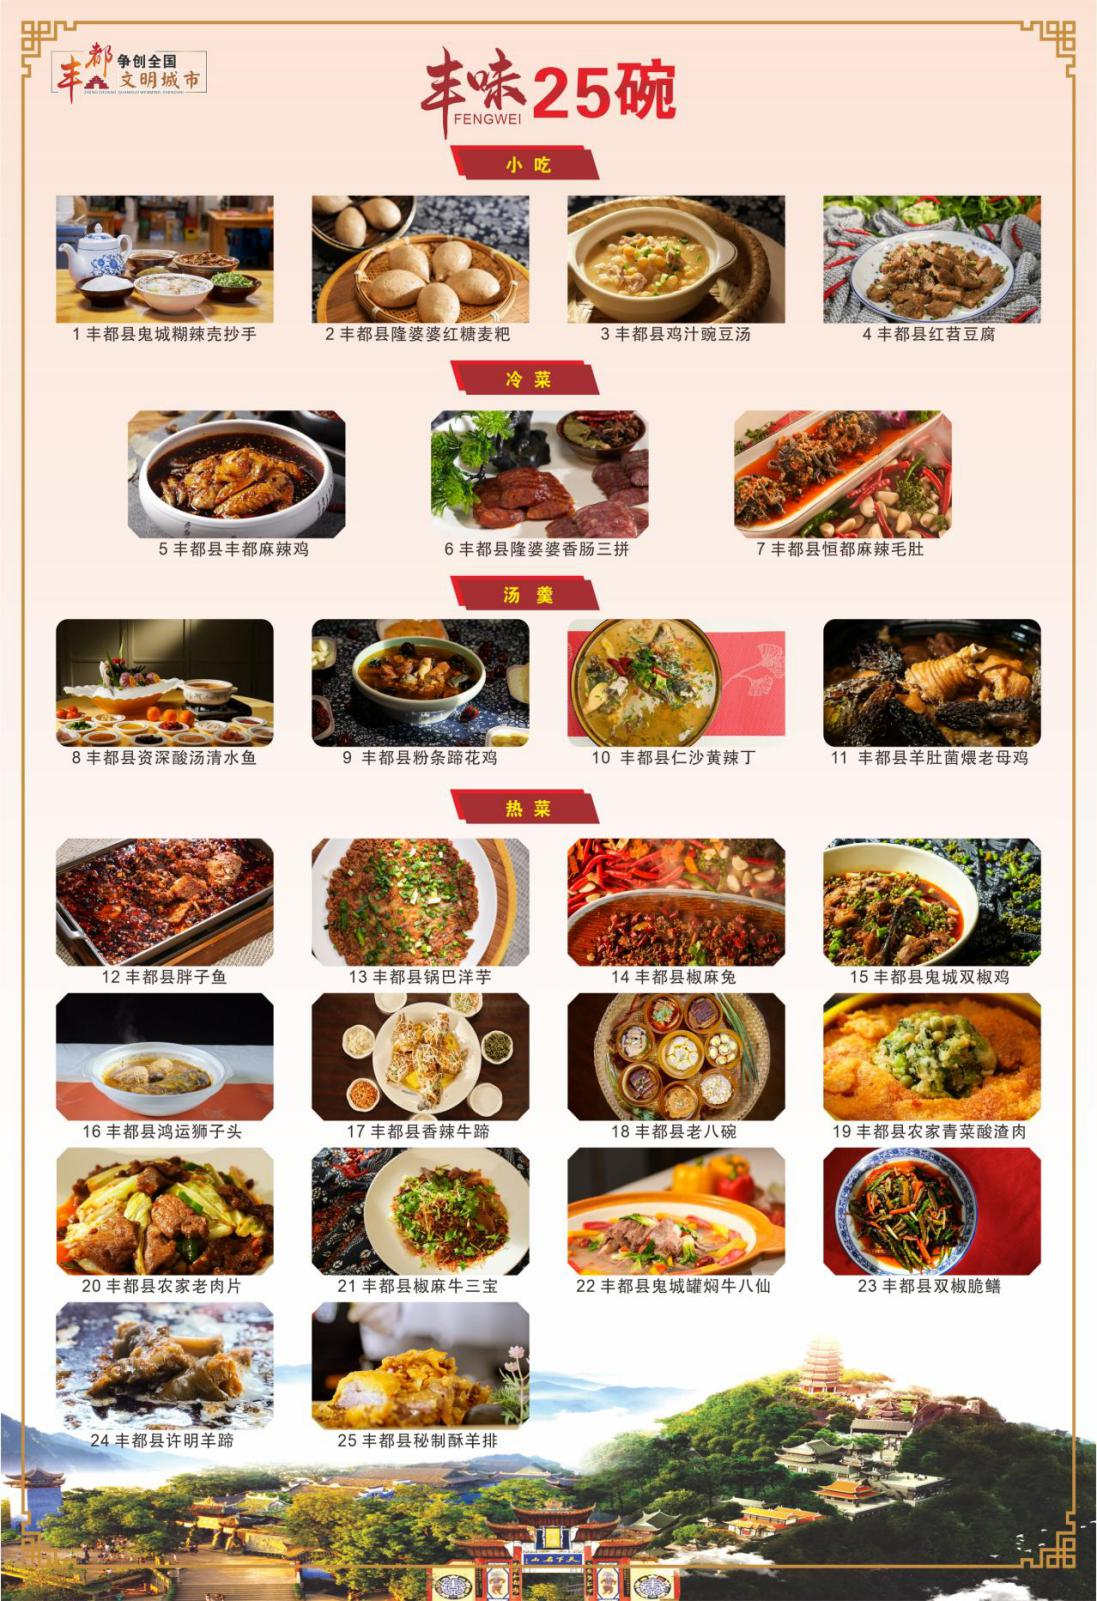 丰都
争创全国
文明城市
丰味25碗
FENGWEI
小吃
1 丰都县鬼城糊辣壳抄手
2 丰都县隆婆婆红糖麦粑
3 丰都县鸡汁豌豆汤
4 丰都县红苕豆腐
冷菜
5 丰都县丰都麻辣鸡
6 丰都县隆婆婆香肠三拼
7 丰都县恒都麻辣毛肚
汤羹
8 丰都县资深酸汤清水鱼
9 丰都县粉条蹄花鸡
10 丰都县仁沙黄辣丁
11 丰都县羊肚菌煨老母鸡
热菜
12 丰都县胖子鱼
13 丰都县锅巴洋芋
14 丰都县椒麻兔
15 丰都县鬼城双椒鸡
16 丰都县鸿运狮子头
17 丰都县香辣牛蹄
18 丰都县老八碗
19 丰都县农家青菜酸渣肉
20 丰都县农家老肉片
21 丰都县椒麻牛三宝
22 丰都县鬼城罐焖牛八仙
23 丰都县双椒脆鳝
24 丰都县许明羊蹄
25 丰都县秘制酥羊排
天下名山